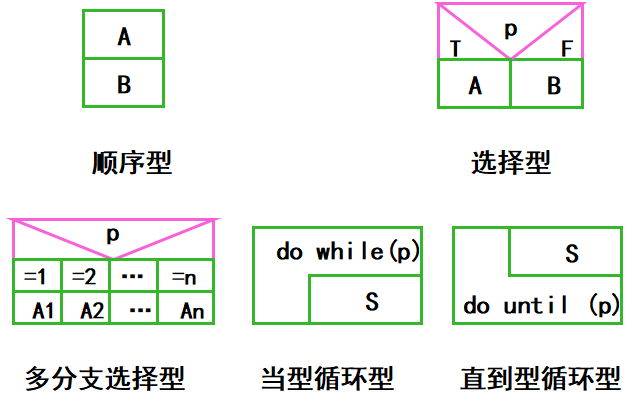 A
B
p
T F
A B
顺序型
选择型
p
=1 =2 … =n
A1 A2 … An
do while(p)
S
S
do until (p)
多分支选择型
当型循环型
直到型循环型